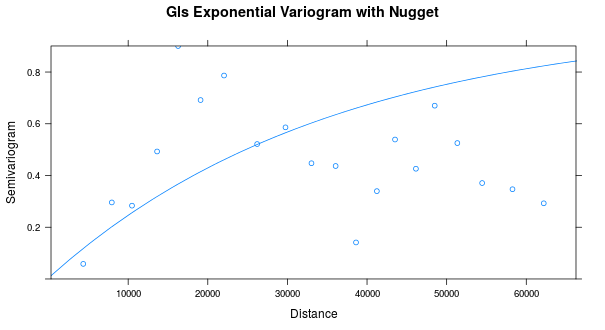 Gls Exponential Variogram with Nugget
Semivariogram
0.8
0.6
0.4
0.2
10000 20000 30000 40000 50000 60000
Distance